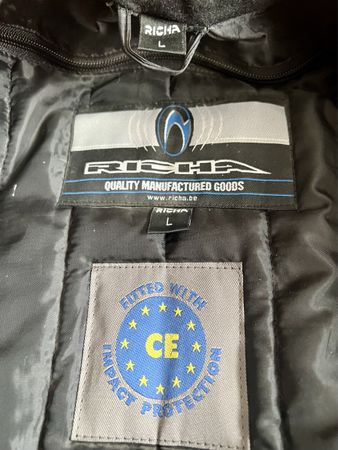 RICHA
L
RICHA
QUALITY MANUFACTURED GOODS
www.richa.be
RICHA
L
FITTED WITH
CE
IMPACT PROTECTION